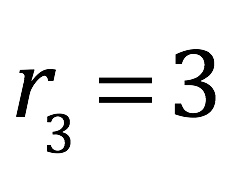 r₃ = 3